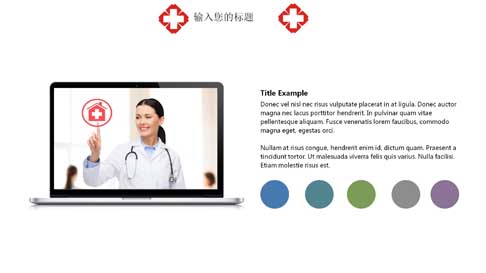 输入您的标题
Title Example
Donec vel nisl nec risus vulputate placerat in at ligula. Donec auctor
magna nec lacus porttitor hendrerit. In pulvinar quam vitae
pellentesque aliquam. Fusce venenatis lorem faucibus, commodo
magna eget, egestas orci.
Nullam at risus congue, hendrerit enim id, dictum quam. Praesent a
tincidunt tortor. Ut malesuada viverra felis quis varius. Nulla facilisi.
Etiam molestie risus est.